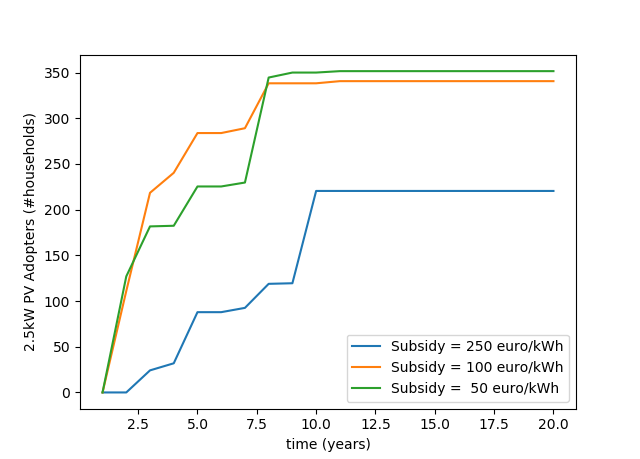 350
300
250
200
150
100
50
0
2.5kW PV Adopters (#households)
Subsidy = 250 euro/kWh
Subsidy = 100 euro/kWh
Subsidy =  50 euro/kWh
2.5 5.0 7.5 10.0 12.5 15.0 17.5 20.0
time (years)